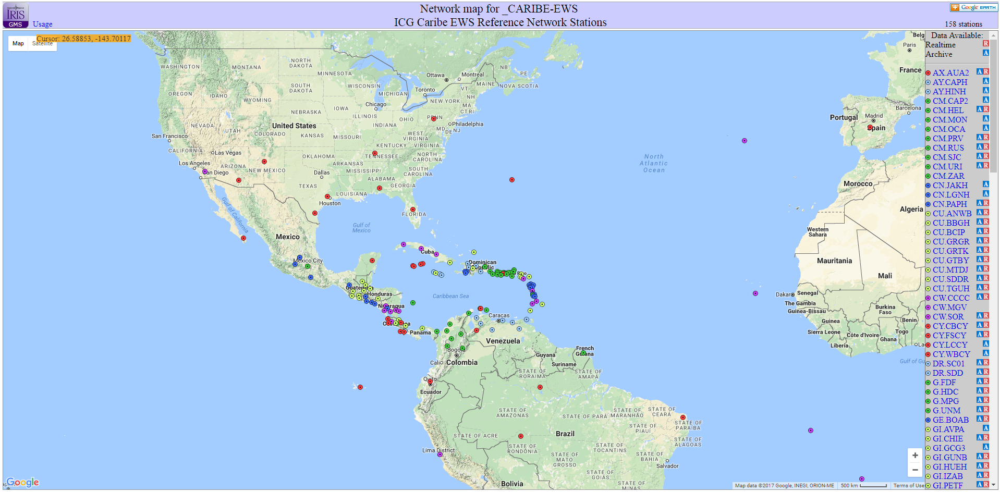 IRIS
GMS
Usage
Network map for _CARIBE-EWS
ICG Caribe EWS Reference Network Stations
Google EARTH
158 stations
Map
Satellite
Cursor: 26.58853, -143.70117
WASHINGTON
MONTANA
NORTH
DAKOTA
MINNESOTA
OREGON
IDAHO
WYOMING
SOUTH
DAKOTA
WISCONSIN
MICHIGAN
Ottawa
Montreal
Toronto
NB
PE
NOVA SCOTIA
MAINE
VT
NH
NEW YORK
MA
CT
RI
Chicago
IOWA
NEBRASKA
ILLINOIS
INDIANA
OHIO
PENN
Philadelphia
MD
DE
NJ
NEVADA
UTAH
COLORADO
United States
KANSAS
MISSOURI
WEST
VIRGINIA
KENTUCKY
VIRGINIA
San Francisco
CALIFORNIA
Las Vegas
Los Angeles
San Diego
ARIZONA
NEW MEXICO
OKLAHOMA
ARKANSAS
TENNESSEE
NORTH
CAROLINA
SOUTH
CAROLINA
MISSISSIPPI
ALABAMA
GEORGIA
Dallas
TEXAS
LOUISIANA
Houston
FLORIDA
Gulf of California
Gulf of
Mexico
Mexico
Mexico City
Cuba
Dominican
Republic
Guatemala
Honduras
Nicaragua
Costa Rica
Panama
Caribbean Sea
Caracas
Venezuela
Bogota
Colombia
Cali
Quito
Ecuador
Guyana
Suriname
French
Guiana
STATE OF
RORAIMA
STATE OF
AMAPÁ
STATE OF
AMAZONAS
STATE OF PARÁ
STATE OF
MARANHÃO
STATE OF
CEARÁ
STATE OF
PARAÍBA
STATE OF
PIAUÍ
STATE OF
ALAGOAS
STATE OF ACRE
Brazil
STATE OF
RONDÔNIA
STATE OF
TOCANTINS
STATE OF
MATO
GROSSO
STATE OF
BAHIA
Salvador
STATE OF
GOIÁS
STATE OF
MINAS
Lima District
Bolivia
North
Atlantic
Ocean
Belg
Paris
France
Barcelona
Portugal
Madrid
Spain
Morocco
Algeria
Western
Sahara
Mauritania
Mali
Dakar
Senegal
The Gambia
Guinea-Bissau
Guinea
Sierra Leone
Liberia
Côte d'Ivoire
Burkina
Faso
Ghana
Togo
Benin
La
Gulf of Gu
+
−
Google
Map data ©2017 Google, INEGI, ORION-ME
500 km
Terms of Use
Data Available:
Realtime R
Archive A
AX.AUA2 A R
AY.CAPH A
AY.HINH A
CM.CAP2 A
CM.HEL A R
CM.MON A
CM.OCA A
CM.PRV A R
CM.RUS A R
CM.SJC A R
CM.URI A R
CM.ZAR
CN.JAKH A
CN.LGNH A
CN.PAPH A R
CU.ANWB A R
CU.BBGH A R
CU.BCIP A R
CU.GRGR A R
CU.GRTK A R
CU.GTBY A R
CU.MTDJ A R
CU.SDDR A R
CU.TGUH A R
CW.CCCC A R
CW.MGV
CW.SOR A R
CY.CBCY A R
CY.FSCY A R
CY.LCCY A
CY.WBCY A
DR.SC01 A R
DR.SDD A R
G.FDF A R
G.HDC A R
G.MPG A R
G.UNM A R
GE.BOAB A R
GI.AVPA A
GI.CHIE A R
GI.GCG3 A
GI.GUNB A R
GI.HUEH A R
GI.IZAB A R
GI.PETF A R